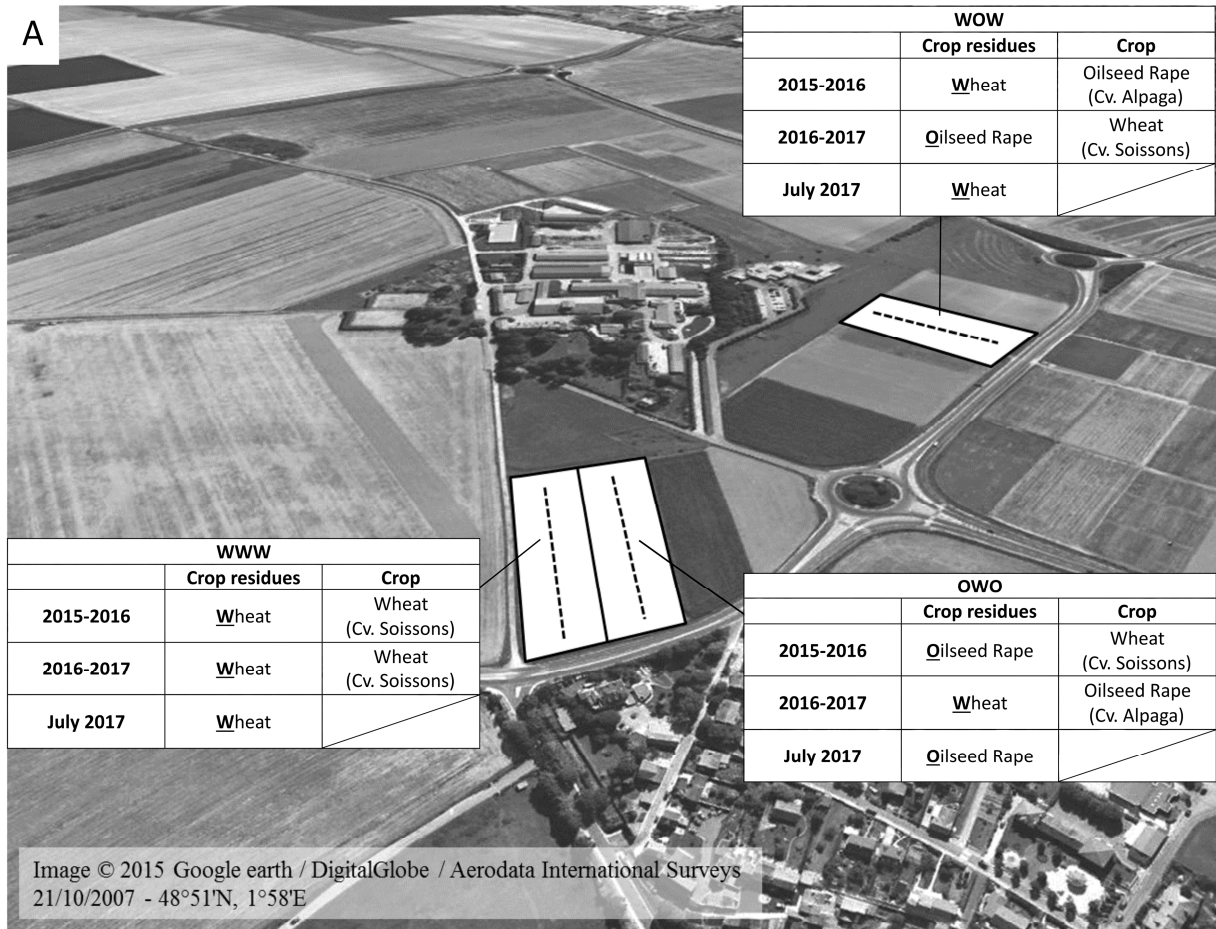 A
WOW
Crop residues Crop
2015-2016 Wheat Oilseed Rape
(Cv. Alpaga)
2016-2017 Oilseed Rape Wheat
(Cv. Soissons)
July 2017 Wheat
WWW
Crop residues Crop
2015-2016 Wheat Wheat
(Cv. Soissons)
2016-2017 Wheat Wheat
(Cv. Soissons)
July 2017 Wheat
OWO
Crop residues Crop
2015-2016 Oilseed Rape Wheat
(Cv. Soissons)
2016-2017 Wheat Oilseed Rape
(Cv. Alpaga)
July 2017 Oilseed Rape
Image © 2015 Google earth / DigitalGlobe / Aerodata International Surveys
21/10/2007 - 48°51'N, 1°58'E